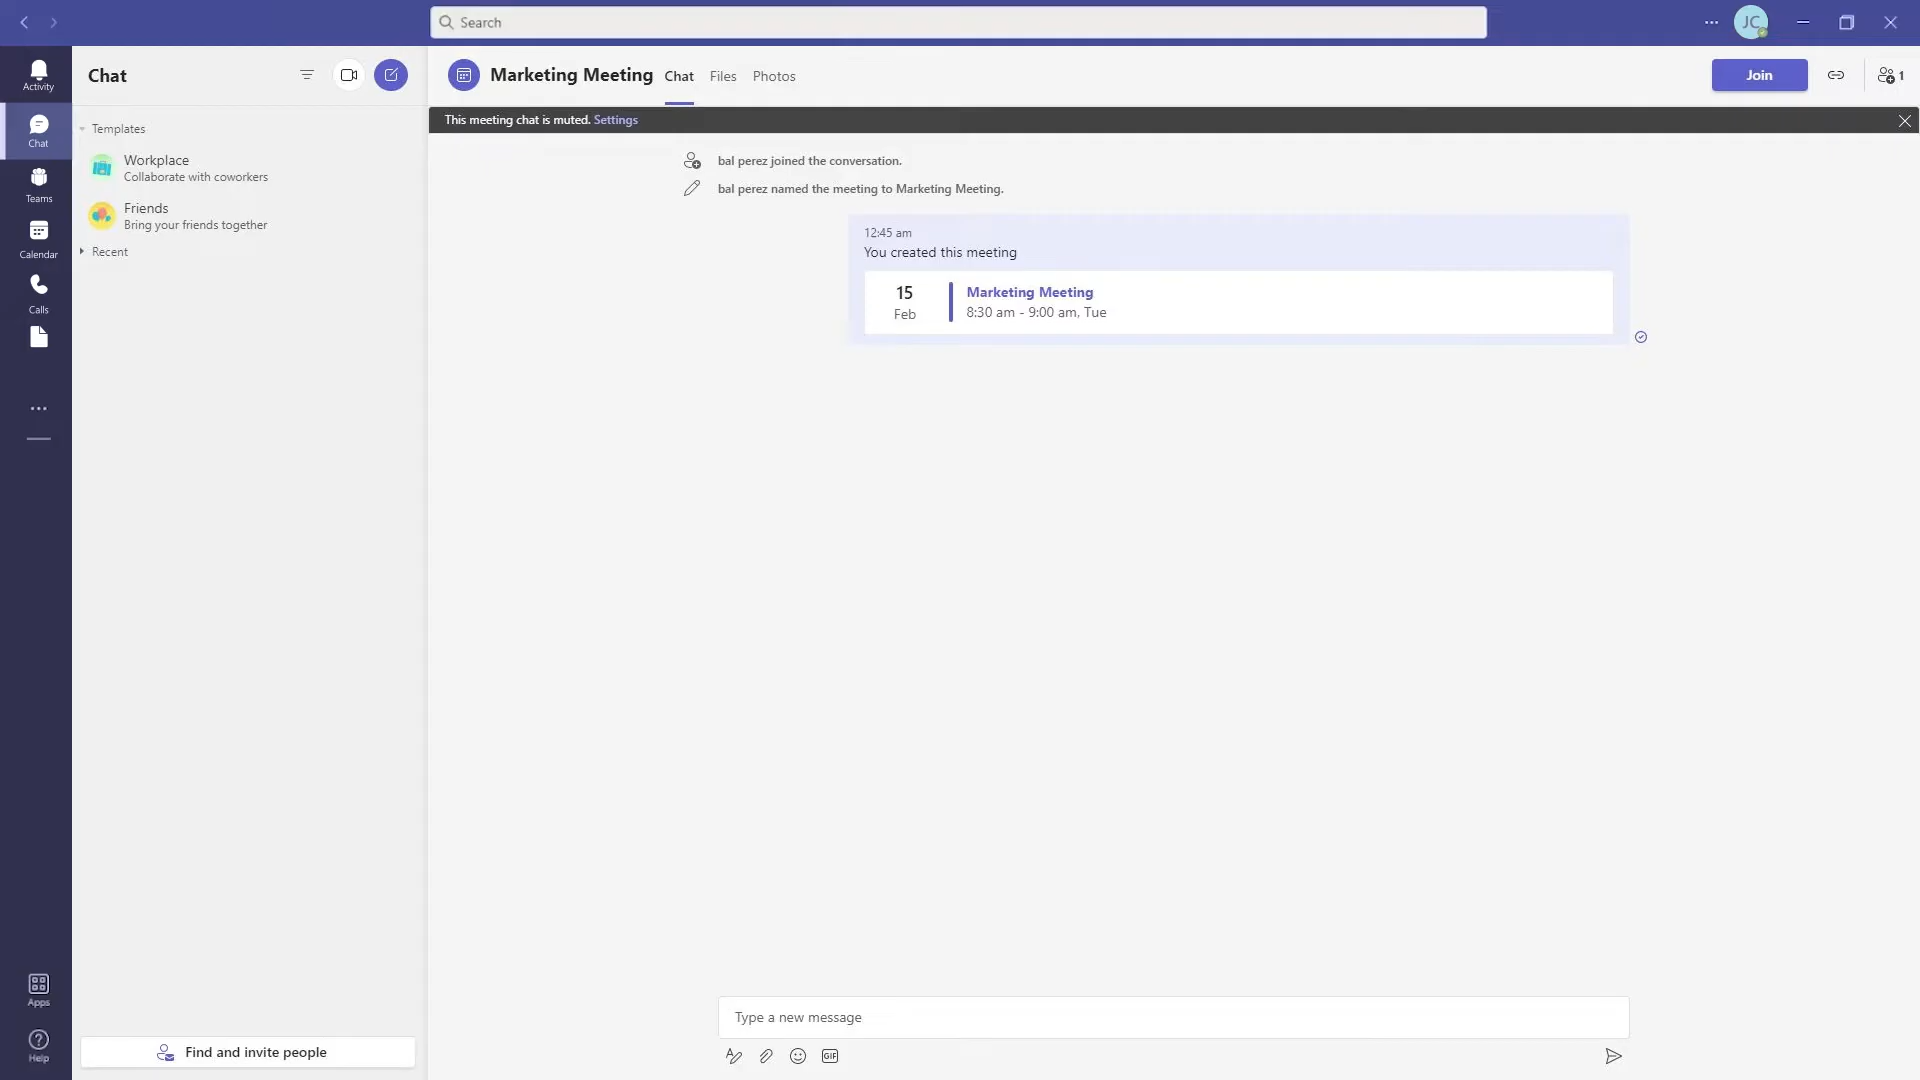 Search
JC
Activity
Chat
Teams
Calendar
Calls
Apps
Help
Chat
Templates
Workplace
Collaborate with coworkers
Friends
Bring your friends together
Recent
Find and invite people
Marketing Meeting Chat Files Photos
Join
1
This meeting chat is muted. Settings
bal perez joined the conversation.
bal perez named the meeting to Marketing Meeting.
12:45 am
You created this meeting
15
Feb
Marketing Meeting
8:30 am - 9:00 am, Tue
Type a new message
GIF